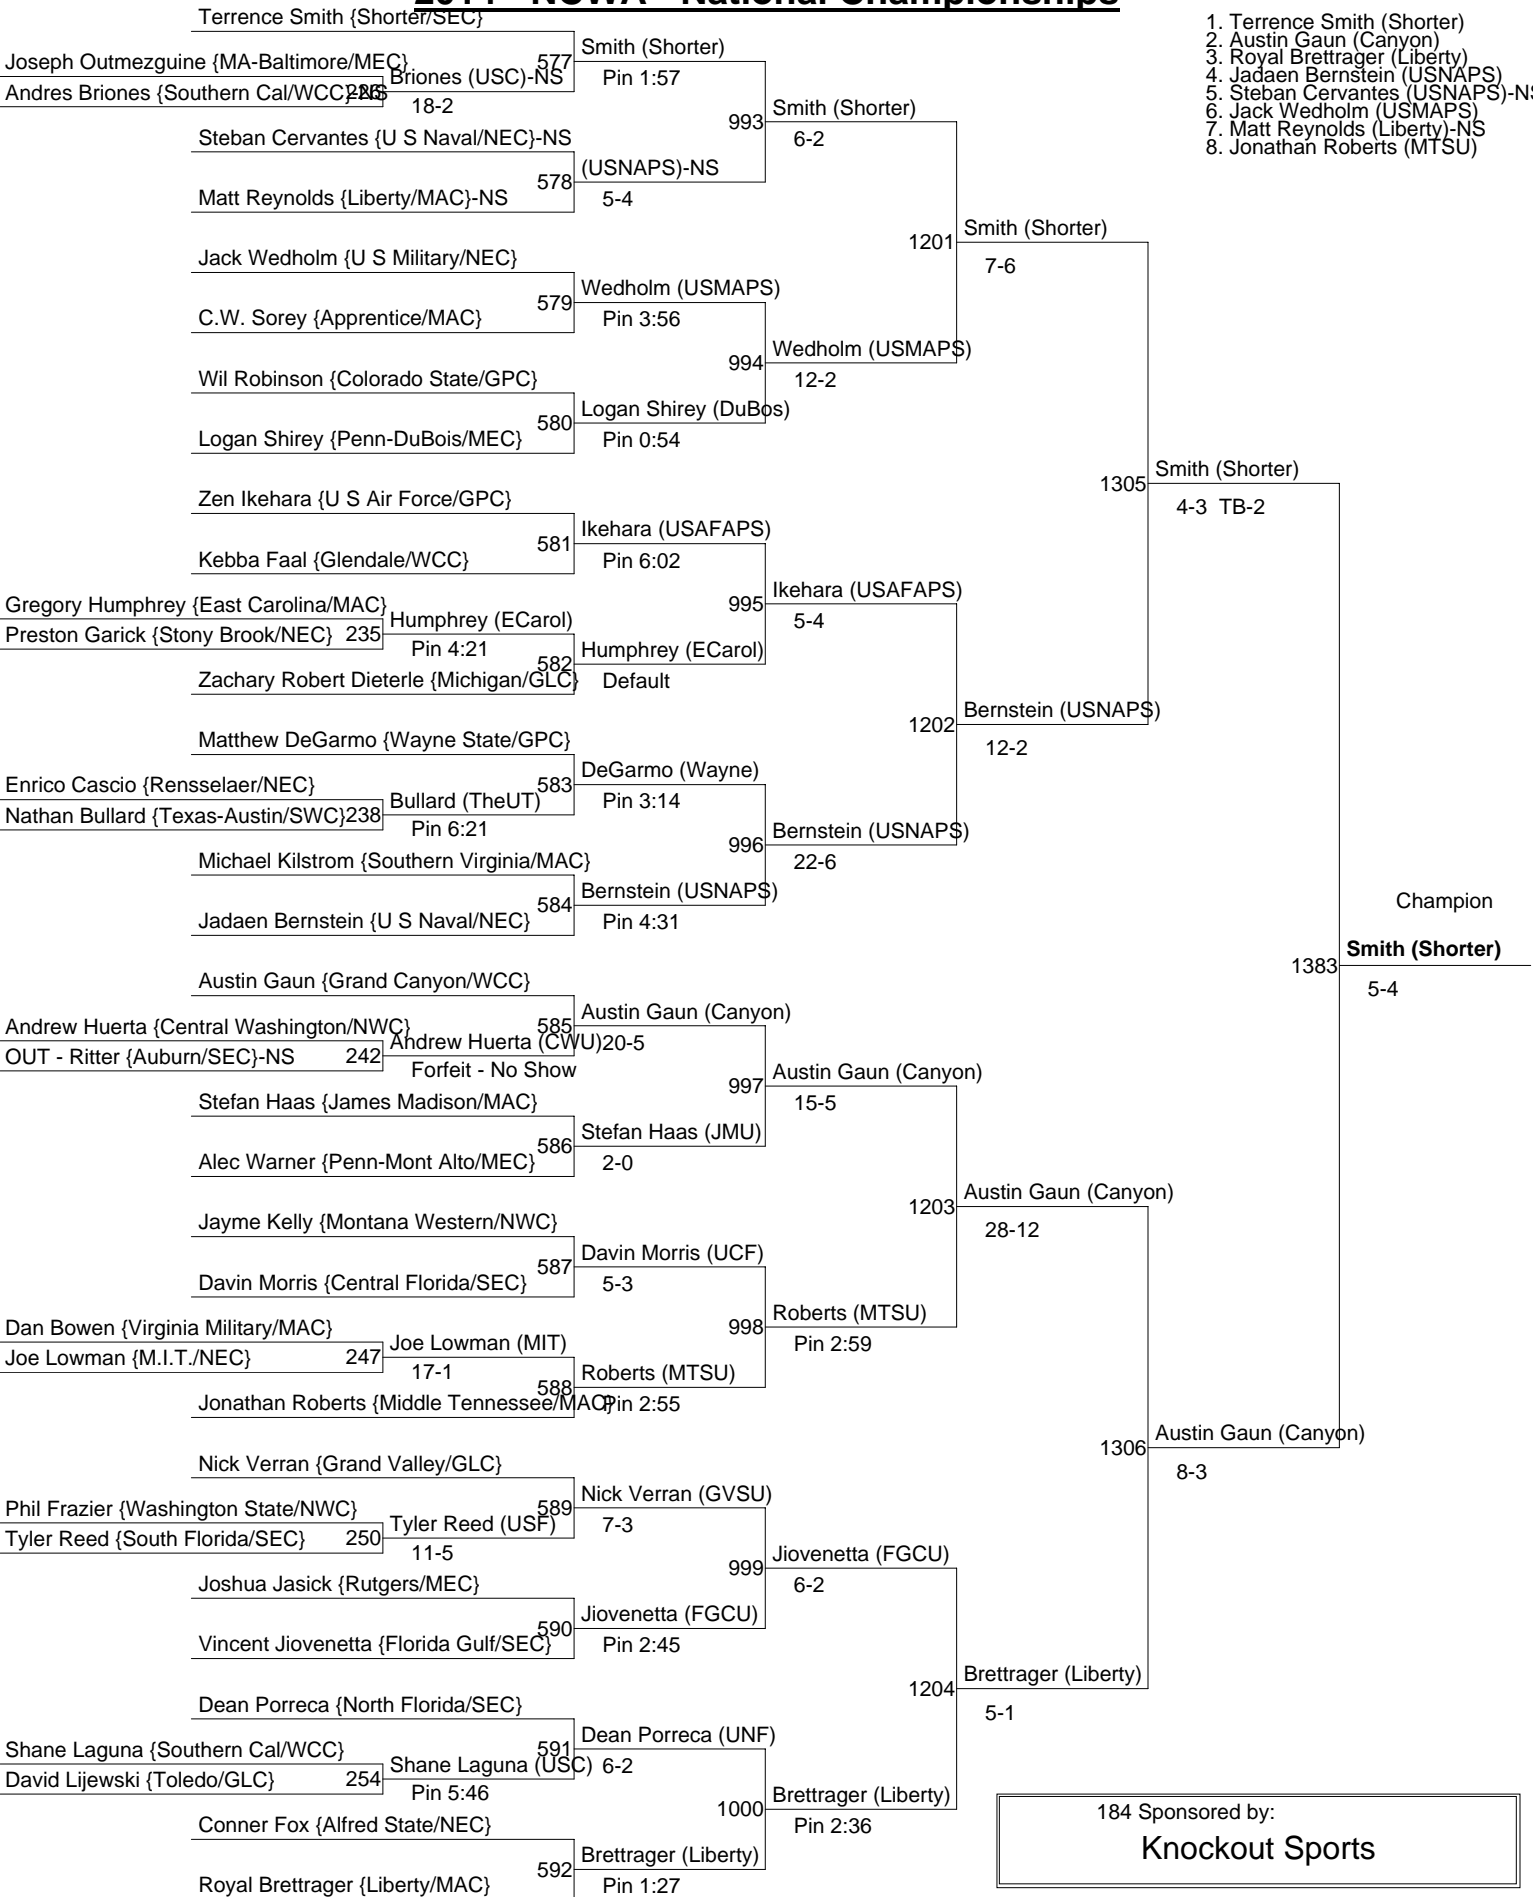 2014 - NCWA - National Championships
1. Terrence Smith (Shorter)
2. Austin Gaun (Canyon)
3. Royal Brettrager (Liberty)
4. Jadaen Bernstein (USNAPS)
5. Steban Cervantes (USNAPS)-NS
6. Jack Wedholm (USMAPS)
7. Matt Reynolds (Liberty)-NS
8. Jonathan Roberts (MTSU)
Terrence Smith {Shorter/SEC}
Joseph Outmezguine {MA-Baltimore/MEC}
Andres Briones {Southern Cal/WCC}-NS
226
Briones (USC)-NS
18-2
577
Smith (Shorter)
Pin 1:57
Steban Cervantes {U S Naval/NEC}-NS
Matt Reynolds {Liberty/MAC}-NS
578
(USNAPS)-NS
5-4
993
Smith (Shorter)
6-2
Jack Wedholm {U S Military/NEC}
C.W. Sorey {Apprentice/MAC}
579
Wedholm (USMAPS)
Pin 3:56
Wil Robinson {Colorado State/GPC}
Logan Shirey {Penn-DuBois/MEC}
580
Logan Shirey (DuBos)
Pin 0:54
994
Wedholm (USMAPS)
12-2
1201
Smith (Shorter)
7-6
Zen Ikehara {U S Air Force/GPC}
Kebba Faal {Glendale/WCC}
581
Ikehara (USAFAPS)
Pin 6:02
Gregory Humphrey {East Carolina/MAC}
Preston Garick {Stony Brook/NEC}
235
Humphrey (ECarol)
Pin 4:21
Zachary Robert Dieterle {Michigan/GLC}
582
Humphrey (ECarol)
Default
995
Ikehara (USAFAPS)
5-4
Matthew DeGarmo {Wayne State/GPC}
Enrico Cascio {Rensselaer/NEC}
Nathan Bullard {Texas-Austin/SWC}
238
Bullard (TheUT)
Pin 6:21
583
DeGarmo (Wayne)
Pin 3:14
Michael Kilstrom {Southern Virginia/MAC}
Jadaen Bernstein {U S Naval/NEC}
584
Bernstein (USNAPS)
Pin 4:31
996
Bernstein (USNAPS)
22-6
1202
Bernstein (USNAPS)
12-2
1305
Smith (Shorter)
4-3 TB-2
Austin Gaun {Grand Canyon/WCC}
Andrew Huerta {Central Washington/NWC}
OUT - Ritter {Auburn/SEC}-NS
242
Andrew Huerta (CWU)
Forfeit - No Show
585
Austin Gaun (Canyon)
20-5
Stefan Haas {James Madison/MAC}
Alec Warner {Penn-Mont Alto/MEC}
586
Stefan Haas (JMU)
2-0
997
Austin Gaun (Canyon)
15-5
Jayme Kelly {Montana Western/NWC}
Davin Morris {Central Florida/SEC}
587
Davin Morris (UCF)
5-3
Dan Bowen {Virginia Military/MAC}
Joe Lowman {M.I.T./NEC}
247
Joe Lowman (MIT)
17-1
Jonathan Roberts {Middle Tennessee/MAC}
588
Roberts (MTSU)
Pin 2:55
998
Roberts (MTSU)
Pin 2:59
1203
Austin Gaun (Canyon)
28-12
Nick Verran {Grand Valley/GLC}
Phil Frazier {Washington State/NWC}
Tyler Reed {South Florida/SEC}
250
Tyler Reed (USF)
11-5
589
Nick Verran (GVSU)
7-3
Joshua Jasick {Rutgers/MEC}
Vincent Jiovenetta {Florida Gulf/SEC}
590
Jiovenetta (FGCU)
Pin 2:45
999
Jiovenetta (FGCU)
6-2
Dean Porreca {North Florida/SEC}
Shane Laguna {Southern Cal/WCC}
David Lijewski {Toledo/GLC}
254
Shane Laguna (USC)
Pin 5:46
591
Dean Porreca (UNF)
6-2
Conner Fox {Alfred State/NEC}
Royal Brettrager {Liberty/MAC}
592
Brettrager (Liberty)
Pin 1:27
1000
Brettrager (Liberty)
Pin 2:36
1204
Brettrager (Liberty)
5-1
1306
Austin Gaun (Canyon)
8-3
Champion
1383
Smith (Shorter)
5-4
184 Sponsored by:
Knockout Sports